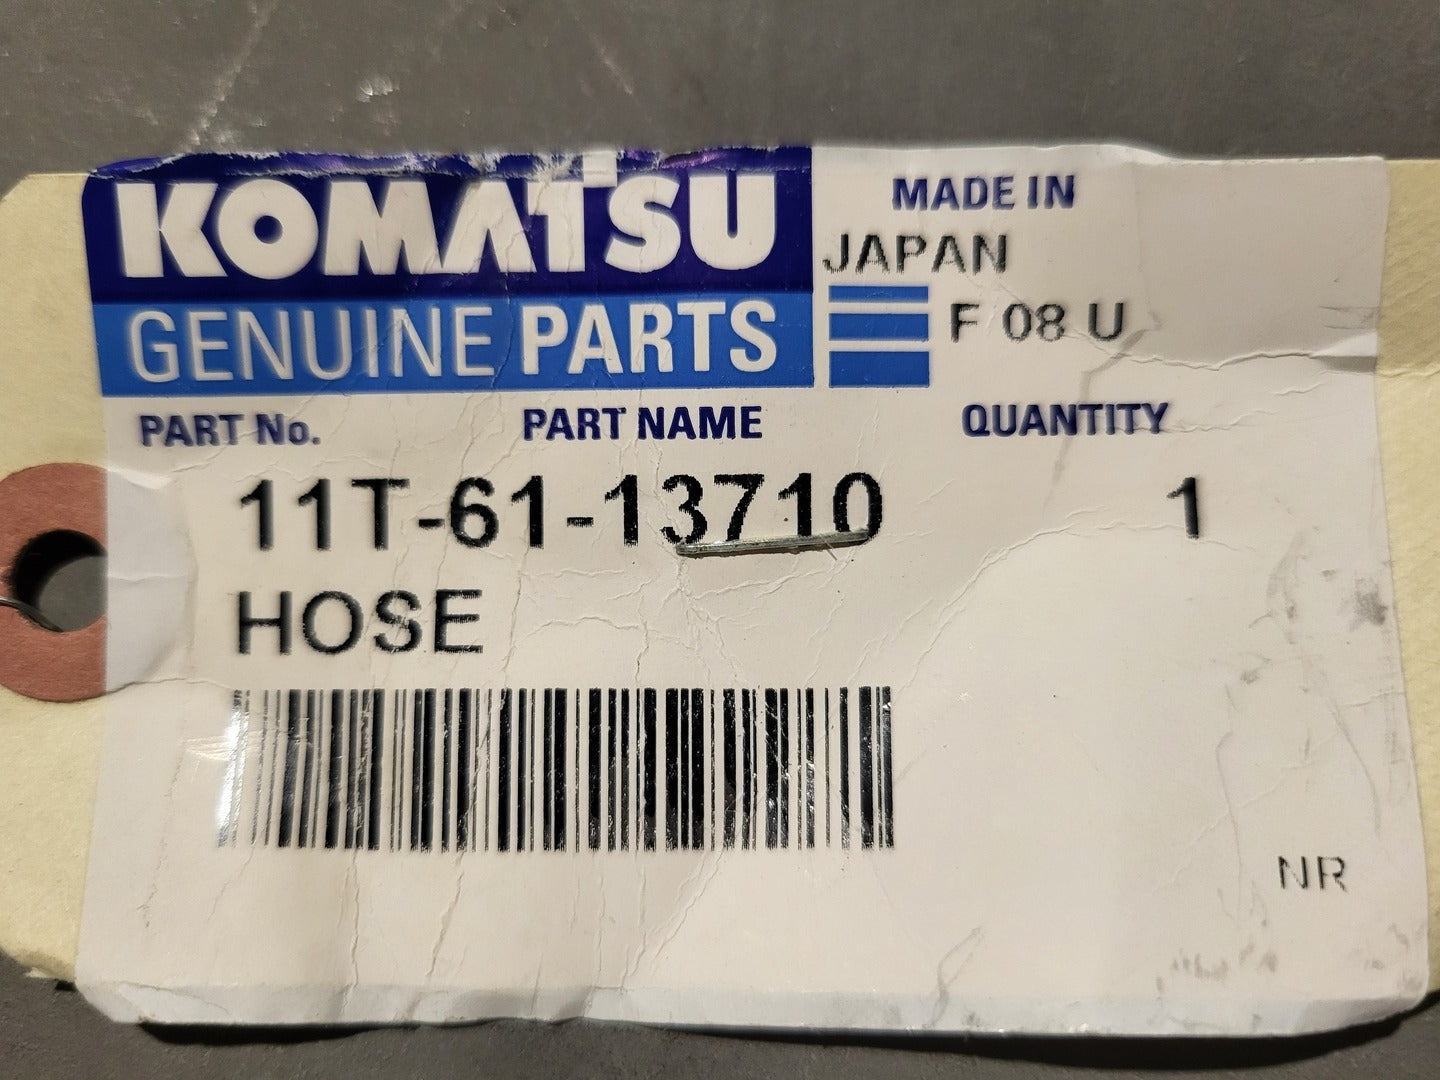 KOMATSU
GENUINE PARTS
MADE IN
JAPAN
F 08 U
PART No. PART NAME QUANTITY
11T-61-13710 1
HOSE
NR